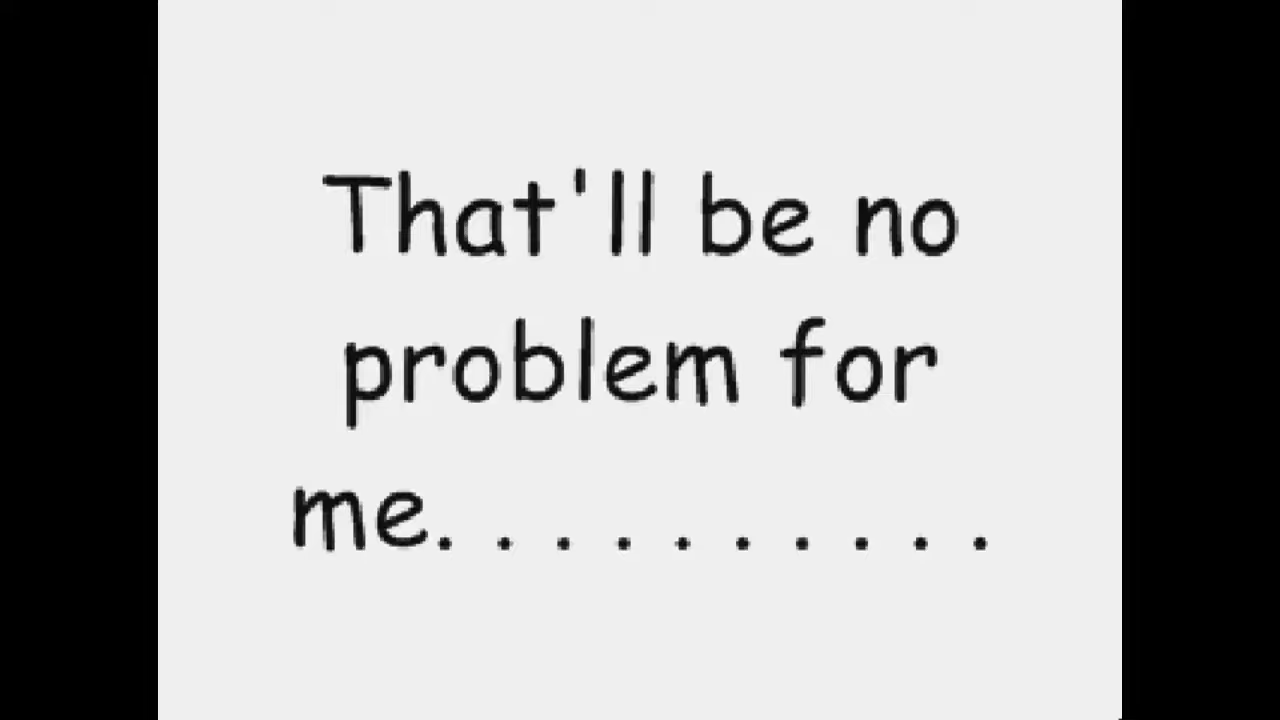 That'll be no
problem for
me. . . . . . . . . .